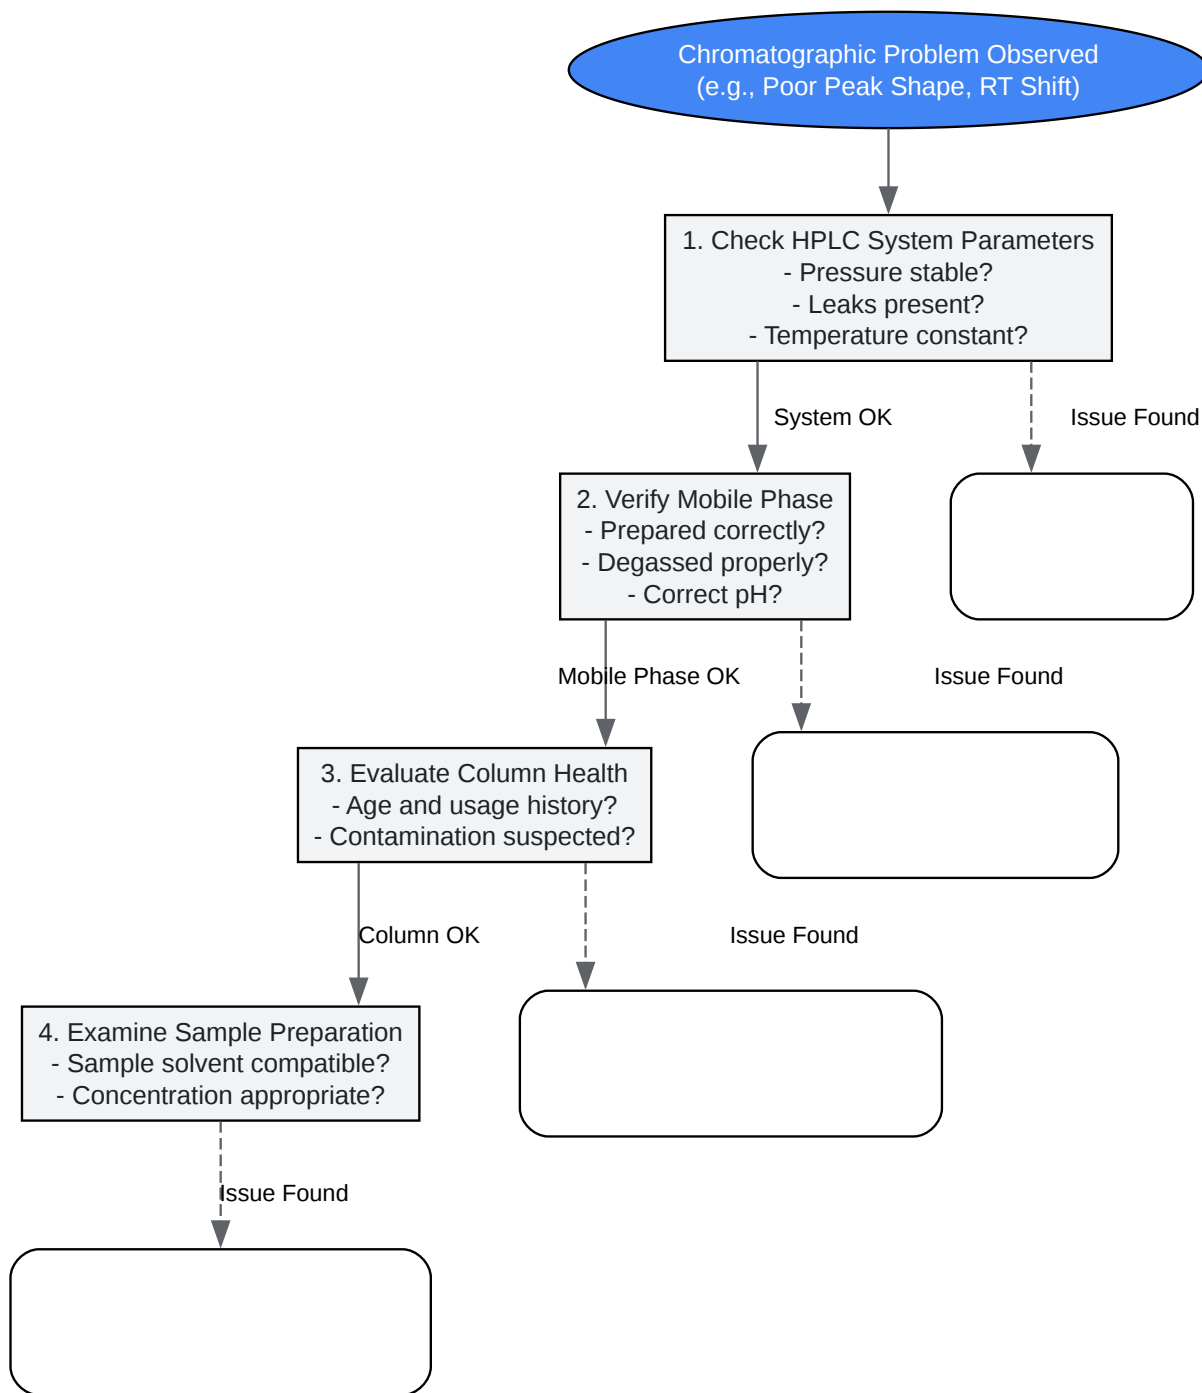 Chromatographic Problem Observed
(e.g., Poor Peak Shape, RT Shift)
1. Check HPLC System Parameters
- Pressure stable?
- Leaks present?
- Temperature constant?
System OK
Issue Found
2. Verify Mobile Phase
- Prepared correctly?
- Degassed properly?
- Correct pH?
Mobile Phase OK
Issue Found
3. Evaluate Column Health
- Age and usage history?
- Contamination suspected?
Column OK
Issue Found
4. Examine Sample Preparation
- Sample solvent compatible?
- Concentration appropriate?
Issue Found